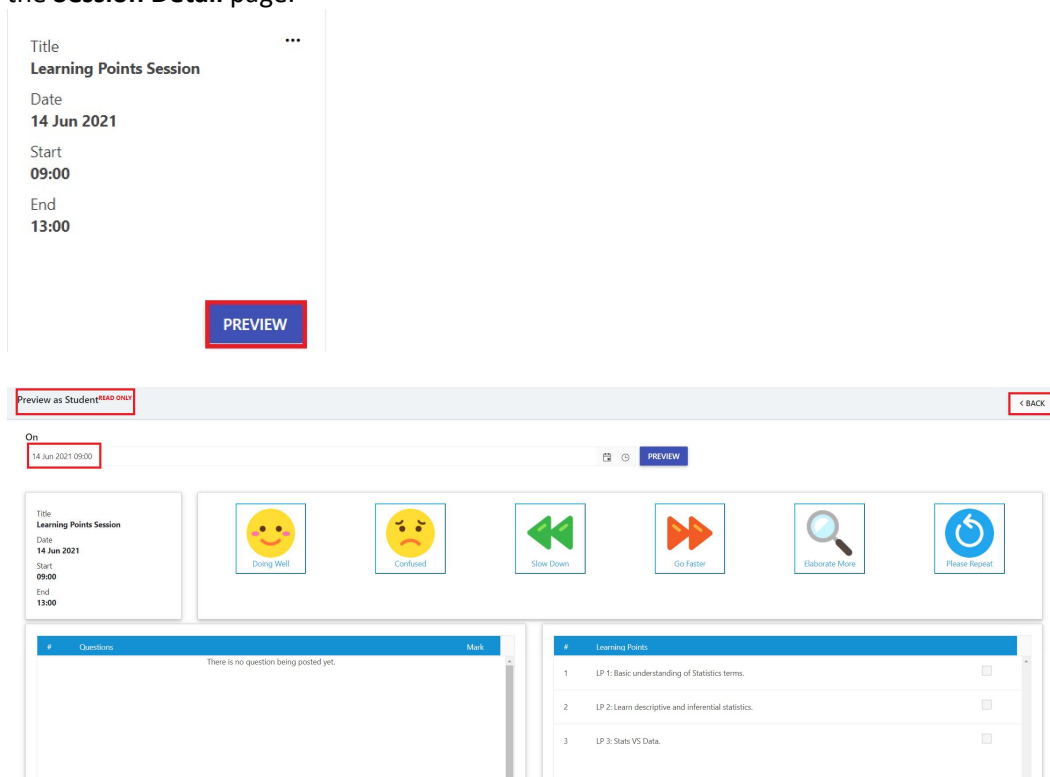 the Session Detail page.
Title
...
Learning Points Session
Date
14 Jun 2021
Start
09:00
End
13:00
PREVIEW
Preview as Student READ ONLY
< BACK
On
14 Jun 2021 09:00
PREVIEW
Title
Learning Points Session
Date
14 Jun 2021
Start
09:00
End
13:00
Doing Well
Confused
Slow Down
Go Faster
Elaborate More
Please Repeat
# Questions Mark
There is no question being posted yet.
# Learning Points
1 LP 1: Basic understanding of Statistics terms.
2 LP 2: Learn descriptive and inferential statistics.
3 LP 3: Stats VS Data.